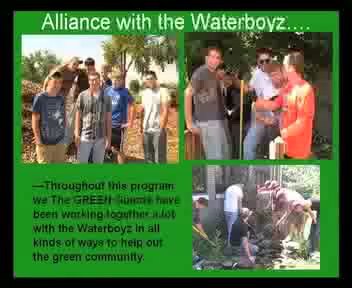 Alliance with the Waterboyz….
—Throughout this program
we The GREEN have
been working together a lot
with the Waterboyz in all
kinds of ways to help out
the green community.